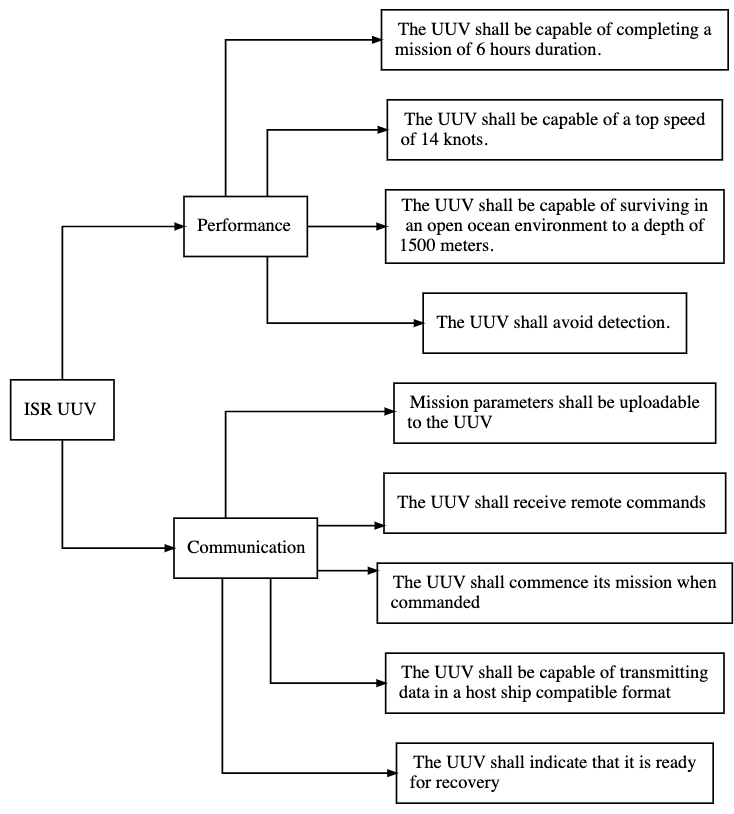 The UUV shall be capable of completing a
mission of 6 hours duration.
The UUV shall be capable of a top speed
of 14 knots.
The UUV shall be capable of surviving in
an open ocean environment to a depth of
1500 meters.
Performance
The UUV shall avoid detection.
ISR UUV
Mission parameters shall be uploadable
to the UUV
The UUV shall receive remote commands
Communication
The UUV shall commence its mission when
commanded
The UUV shall be capable of transmitting
data in a host ship compatible format
The UUV shall indicate that it is ready
for recovery